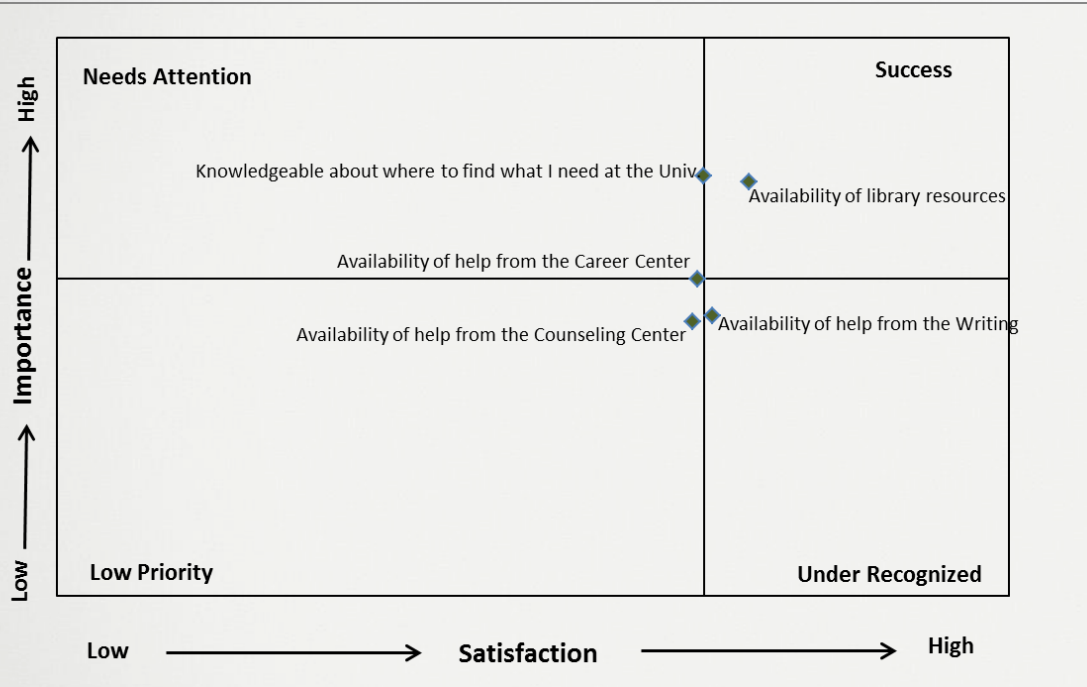 Needs Attention
Success
High
Knowledgeable about where to find what I need at the Univ
Availability of library resources
Availability of help from the Career Center
Importance
Availability of help from the Writing
Availability of help from the Counseling Center
Low
Low Priority
Under Recognized
Low
Satisfaction
High